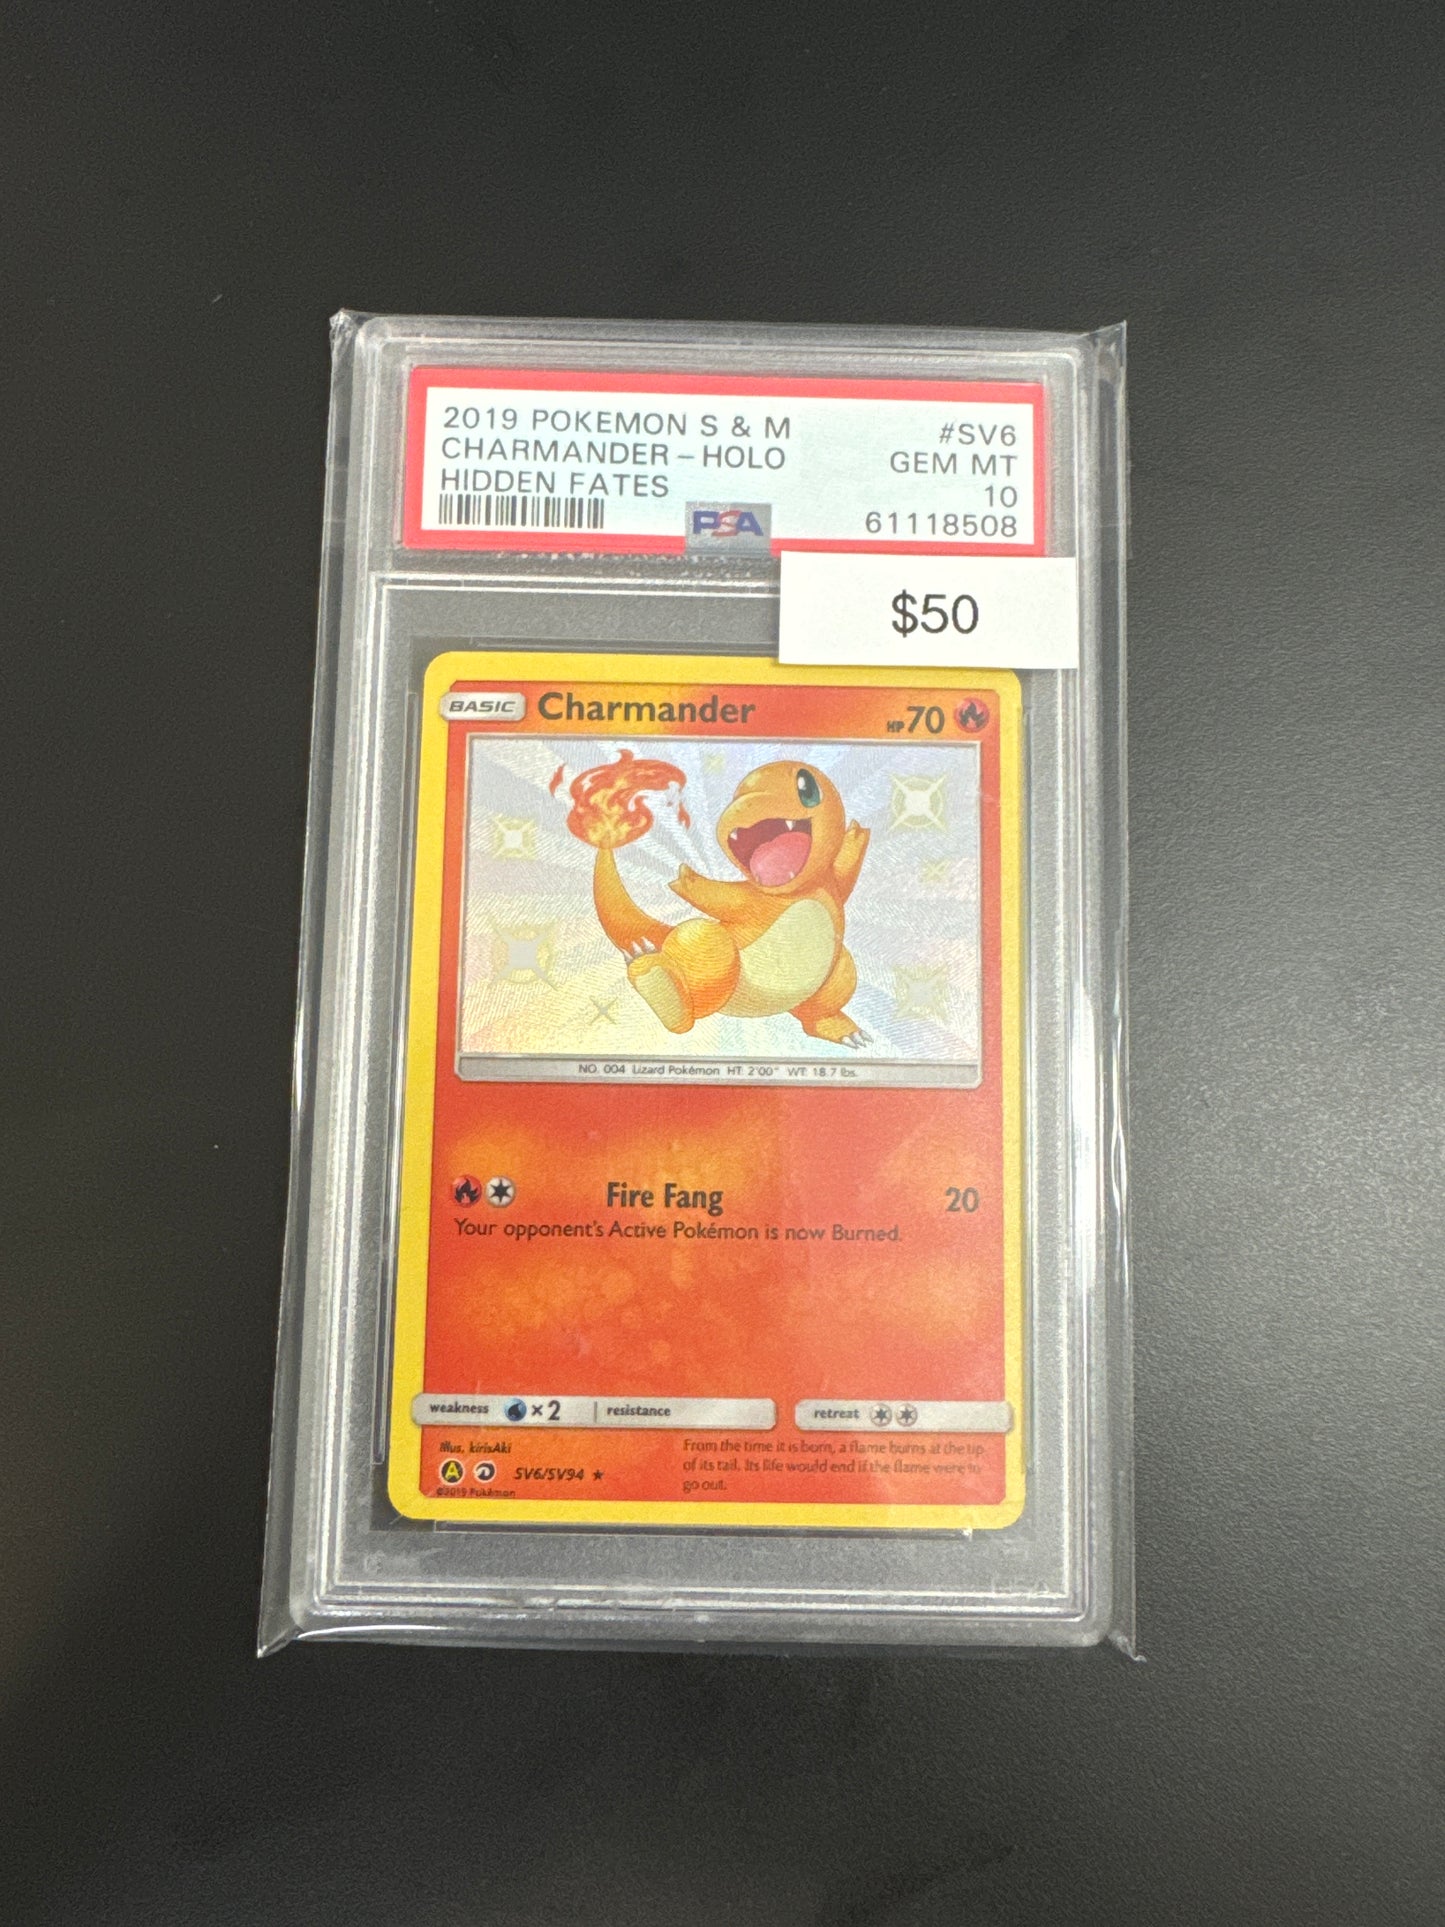 2019 POKEMON S & M
CHARMANDER – HOLO
HIDDEN FATES
#SV6
GEM MT
10
61118508
PSA
$50
BASIC Charmander HP 70
NO. 004 Lizard Pokémon HT 2'00" WT 18.7 lbs.
Fire Fang 20
Your opponent's Active Pokémon is now Burned.
weakness ×2 resistance
retreat
Illus. kirisAki
SV6/SV94 ★
©2019 Pokémon
From the time it is born, a flame burns at the tip
of its tail. Its life would end if the flame were to
go out.